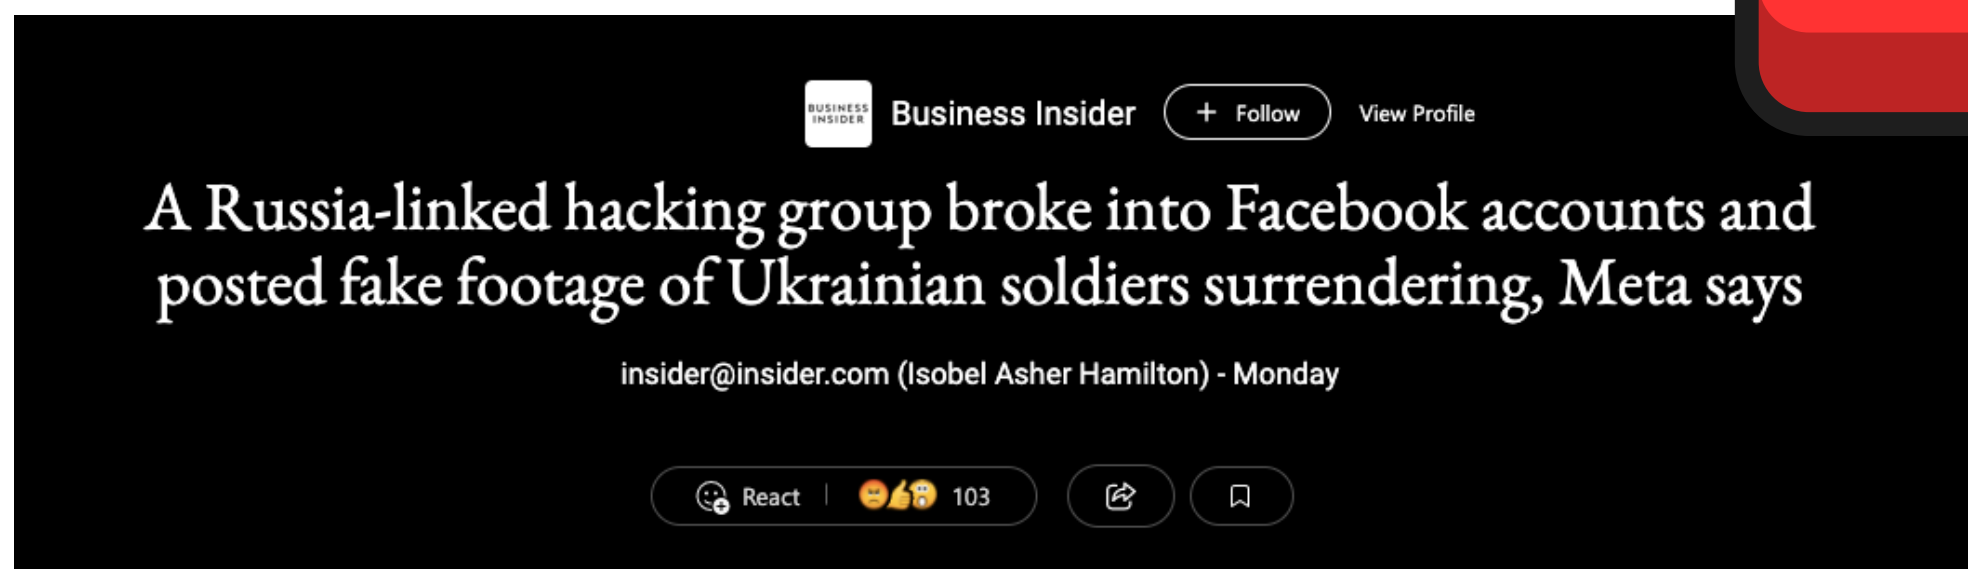 BUSINESS
INSIDER
Business Insider
+ Follow
View Profile
A Russia-linked hacking group broke into Facebook accounts and
posted fake footage of Ukrainian soldiers surrendering, Meta says
insider@insider.com (Isobel Asher Hamilton) - Monday
React
103